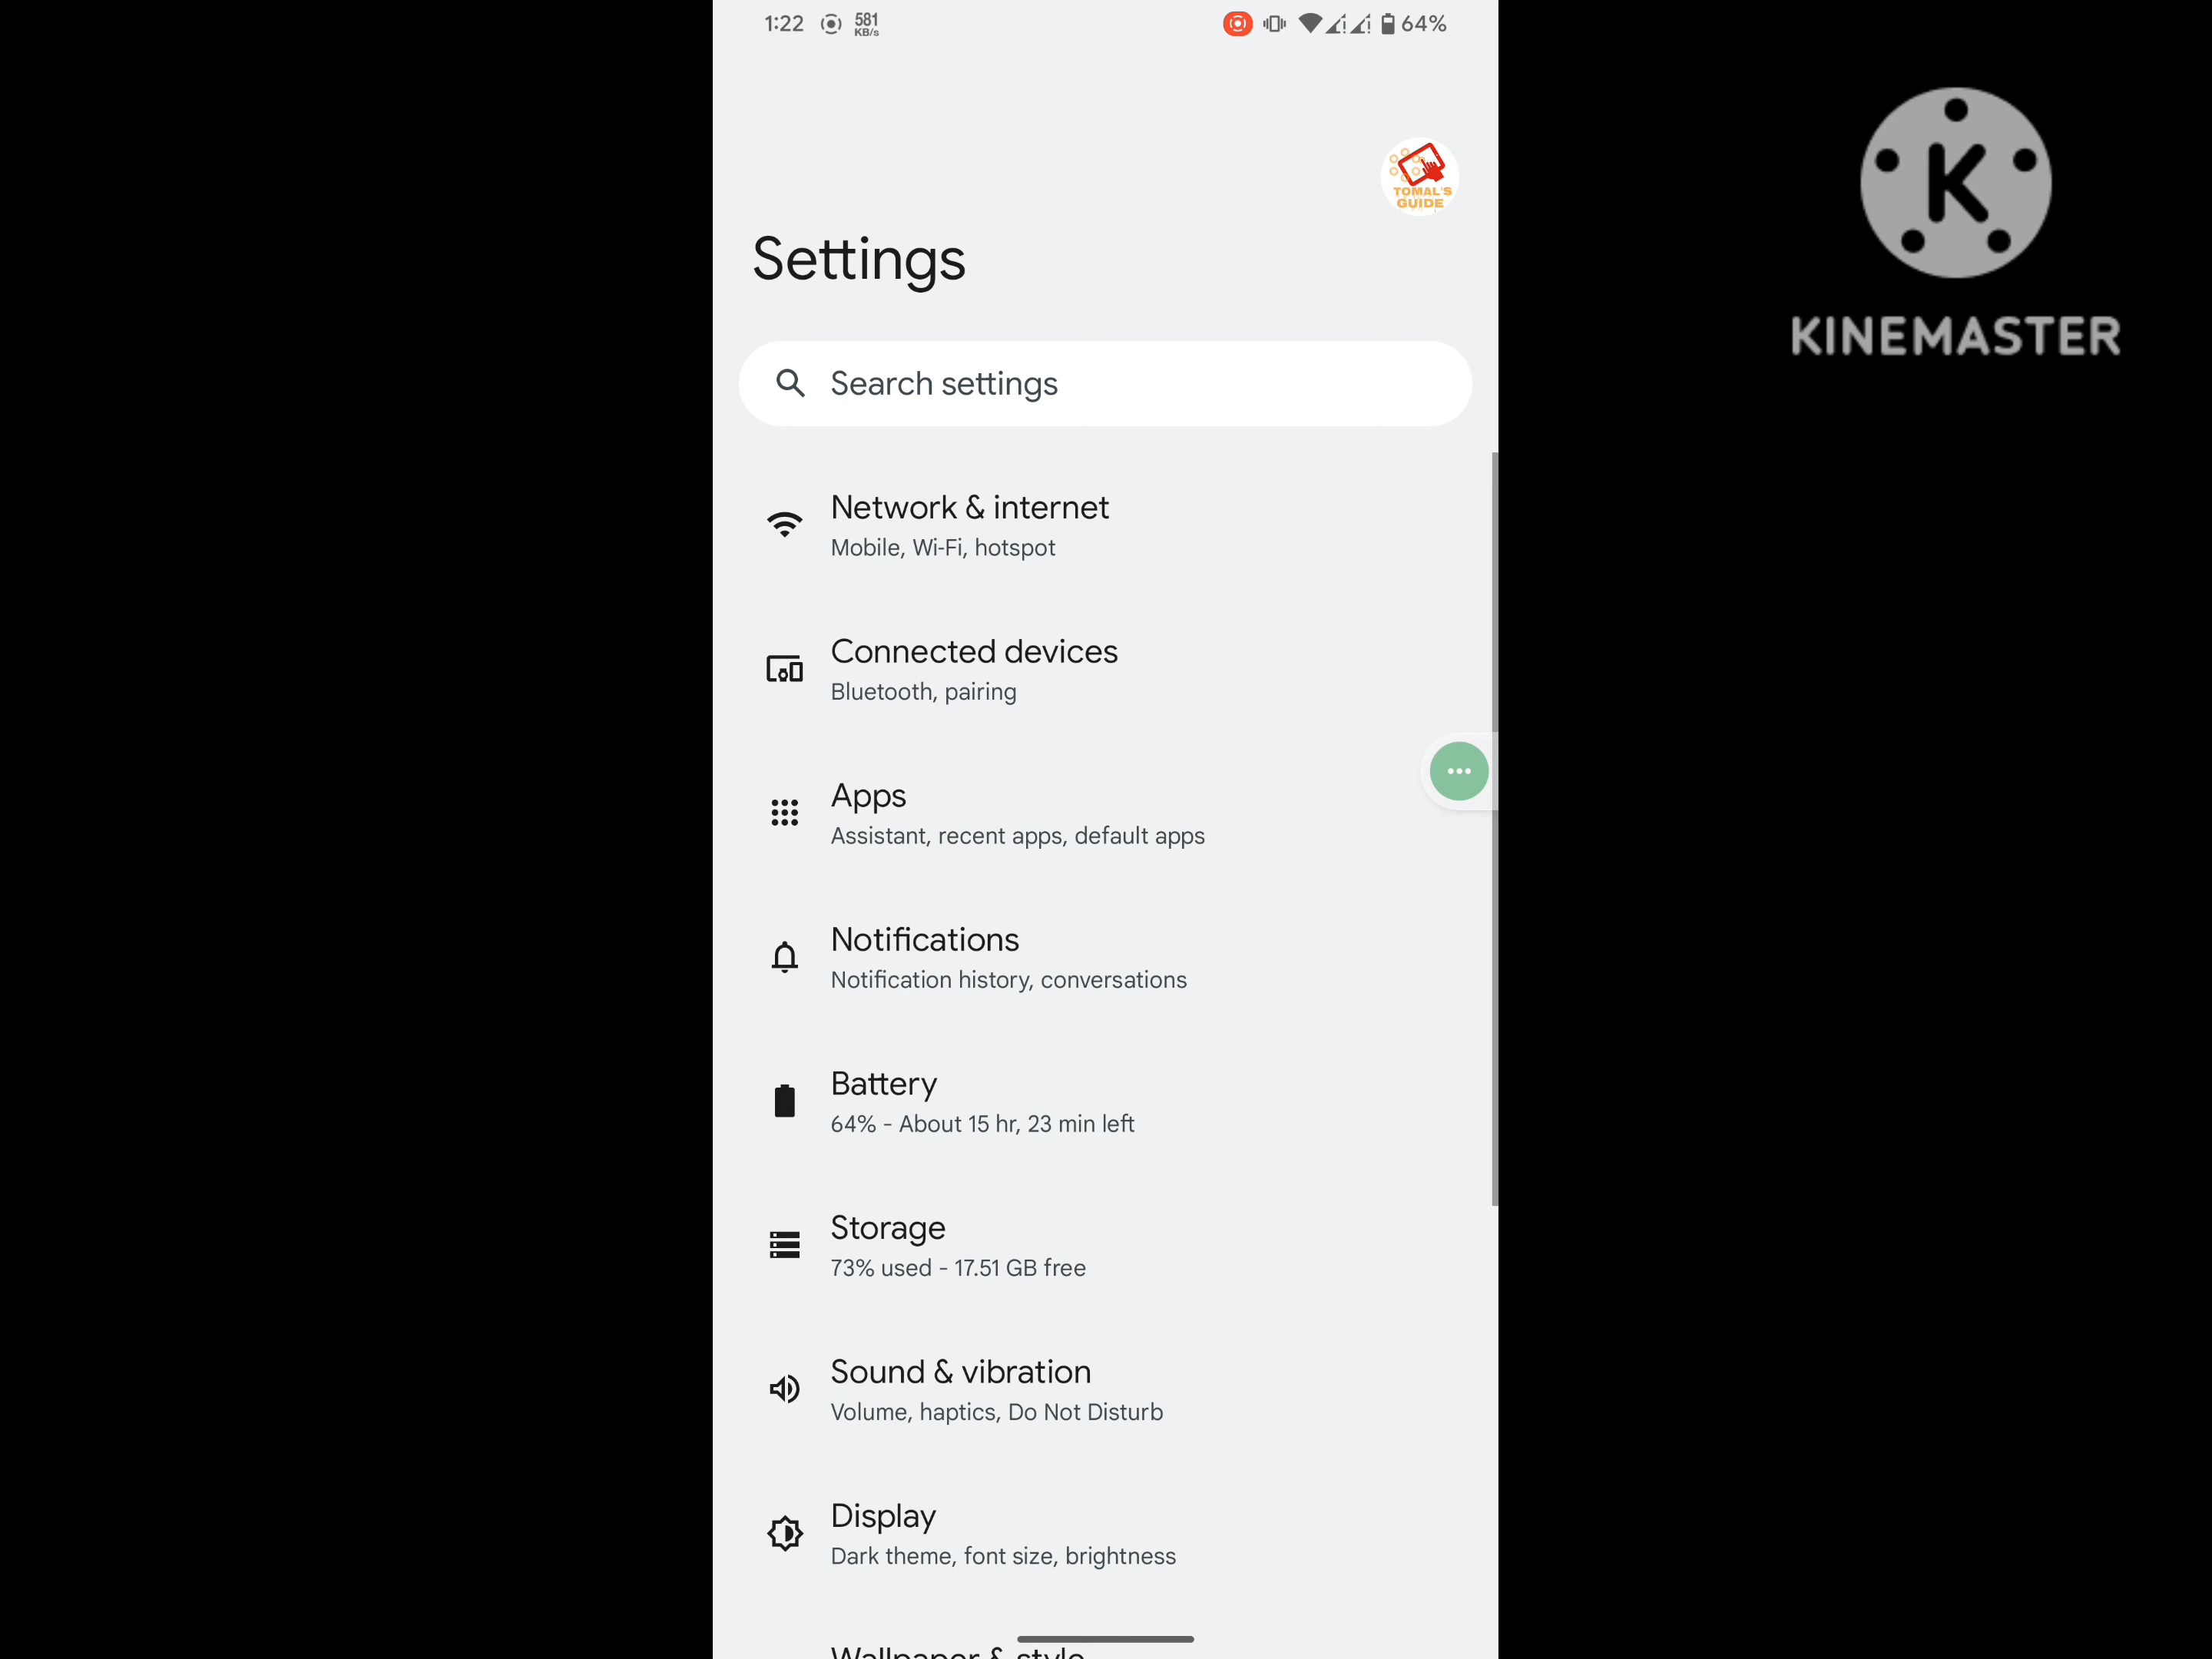 1:22
581
KB/s
64%
TOMAL'S
GUIDE
K
KINEMASTER
Settings
Search settings
Network & internet
Mobile, Wi-Fi, hotspot
Connected devices
Bluetooth, pairing
Apps
Assistant, recent apps, default apps
Notifications
Notification history, conversations
Battery
64% - About 15 hr, 23 min left
Storage
73% used - 17.51 GB free
Sound & vibration
Volume, haptics, Do Not Disturb
Display
Dark theme, font size, brightness
Wallpaper & style